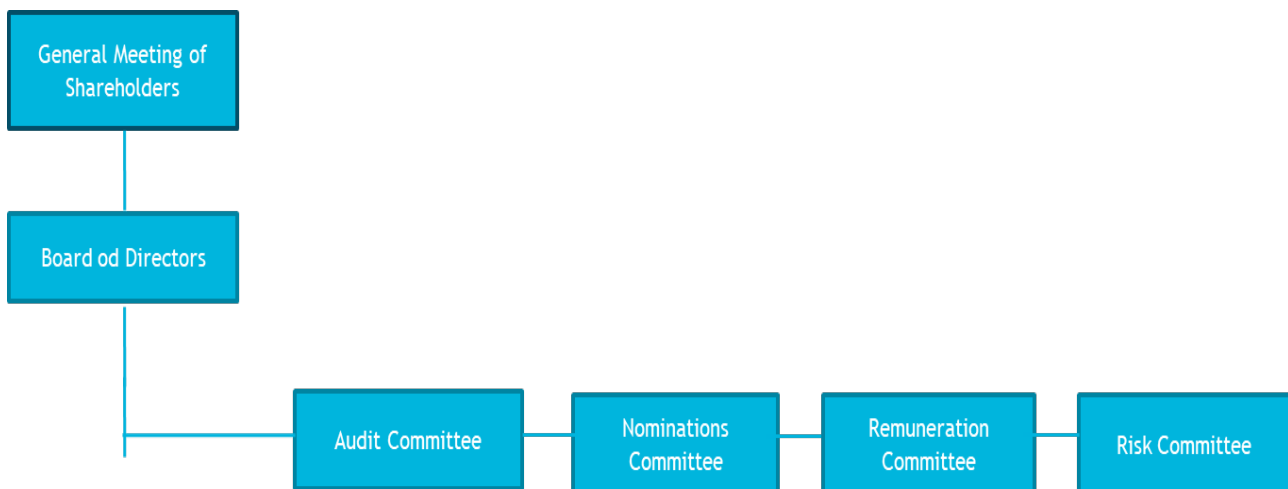 General Meeting of
Shareholders
Board od Directors
Audit Committee
Nominations
Committee
Remuneration
Committee
Risk Committee